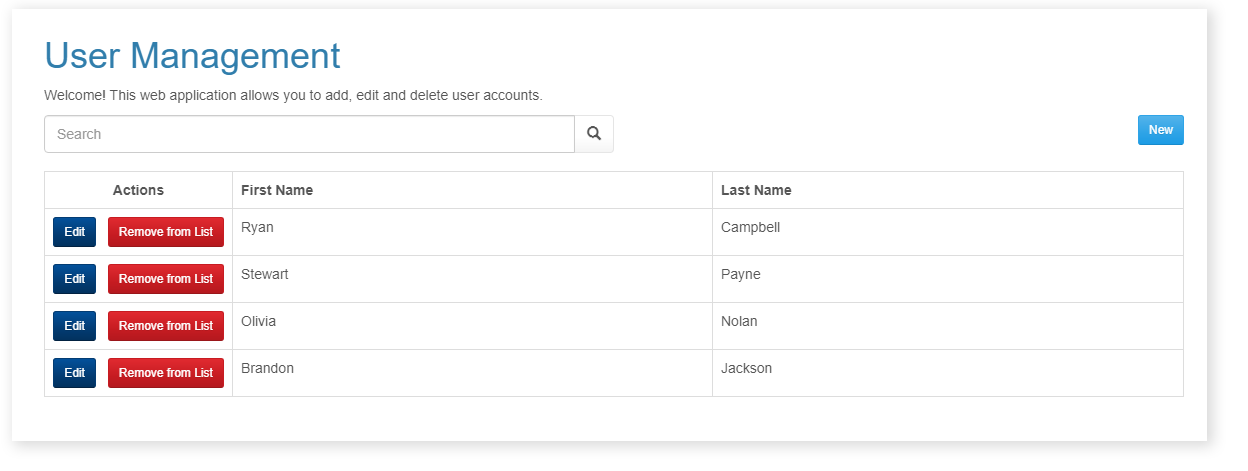 User Management
Welcome! This web application allows you to add, edit and delete user accounts.
Search
New
Actions First Name Last Name
Edit Remove from List Ryan Campbell
Edit Remove from List Stewart Payne
Edit Remove from List Olivia Nolan
Edit Remove from List Brandon Jackson